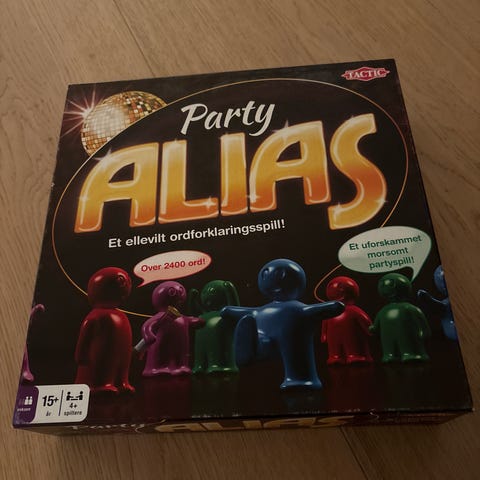 TACTIC
Party
ALIAS
Et ellevilt ordforklaringsspill!
Over 2400 ord!
Et uforskammet
morsomt
partyspill!
voksen
15+
år
4+
spillere
Party
ALIAS